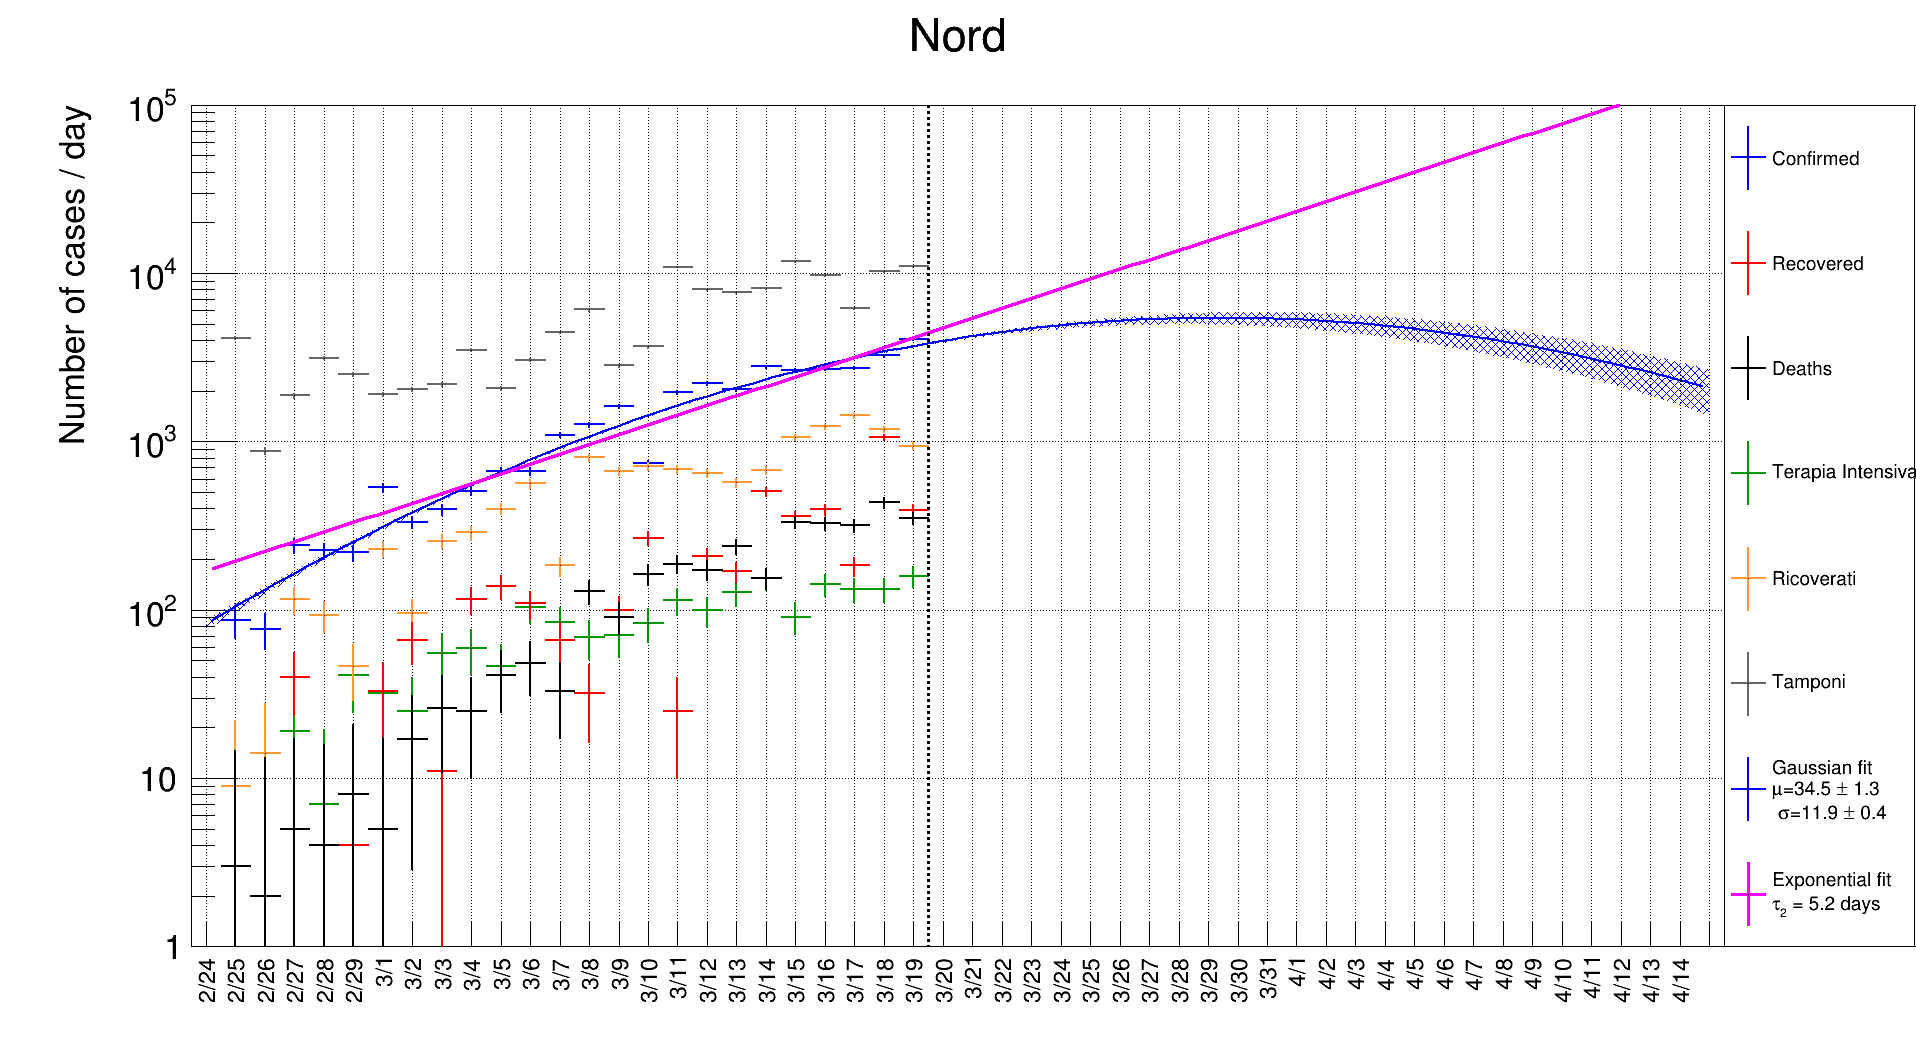 Nord
Number of cases / day
10^5
10^4
10^3
10^2
10
1
2/24 2/25 2/26 2/27 2/28 2/29 3/1 3/2 3/3 3/4 3/5 3/6 3/7 3/8 3/9 3/10 3/11 3/12 3/13 3/14 3/15 3/16 3/17 3/18 3/19 3/20 3/21 3/22 3/23 3/24 3/25 3/26 3/27 3/28 3/29 3/30 3/31 4/1 4/2 4/3 4/4 4/5 4/6 4/7 4/8 4/9 4/10 4/11 4/12 4/13 4/14
Confirmed
Recovered
Deaths
Terapia Intensiva
Ricoverati
Tamponi
Gaussian fit
μ=34.5 ± 1.3
σ=11.9 ± 0.4
Exponential fit
τ₂ = 5.2 days